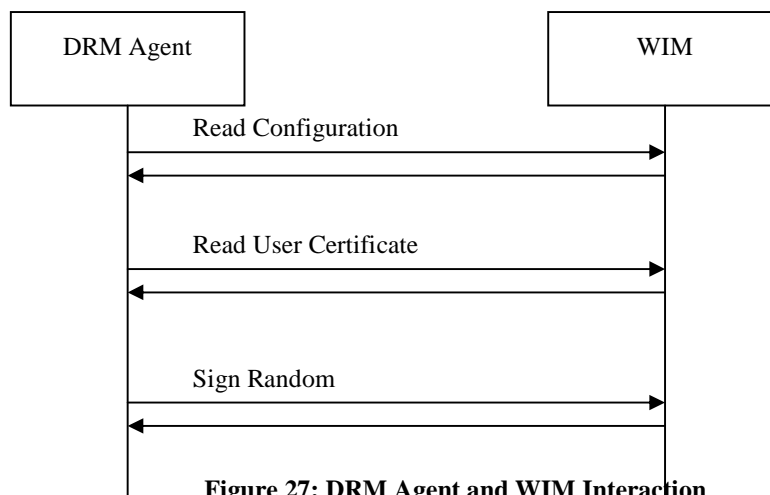 DRM Agent
WIM
Read Configuration
Read User Certificate
Sign Random
Figure 27: DRM Agent and WIM Interaction